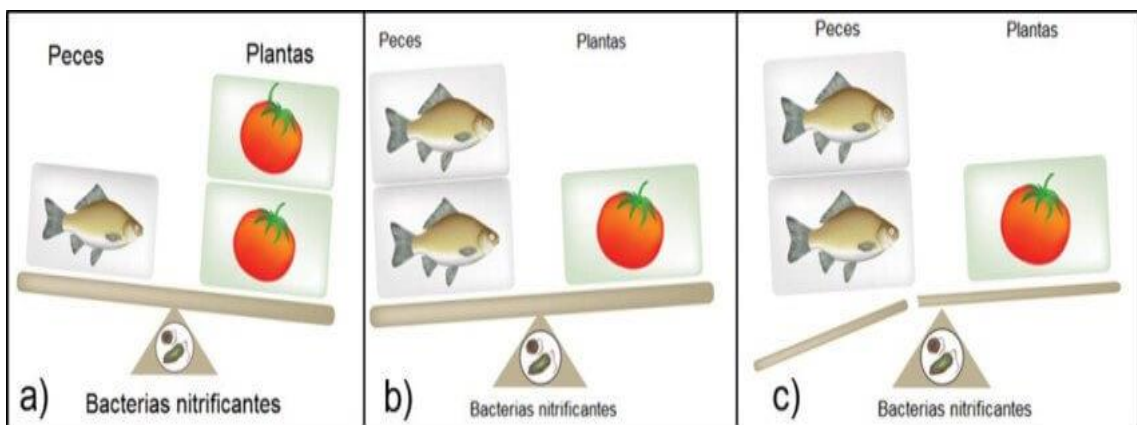 Peces
Plantas
a)
Bacterias nitrificantes
Peces
Plantas
b)
Bacterias nitrificantes
Peces
Plantas
c)
Bacterias nitrificantes